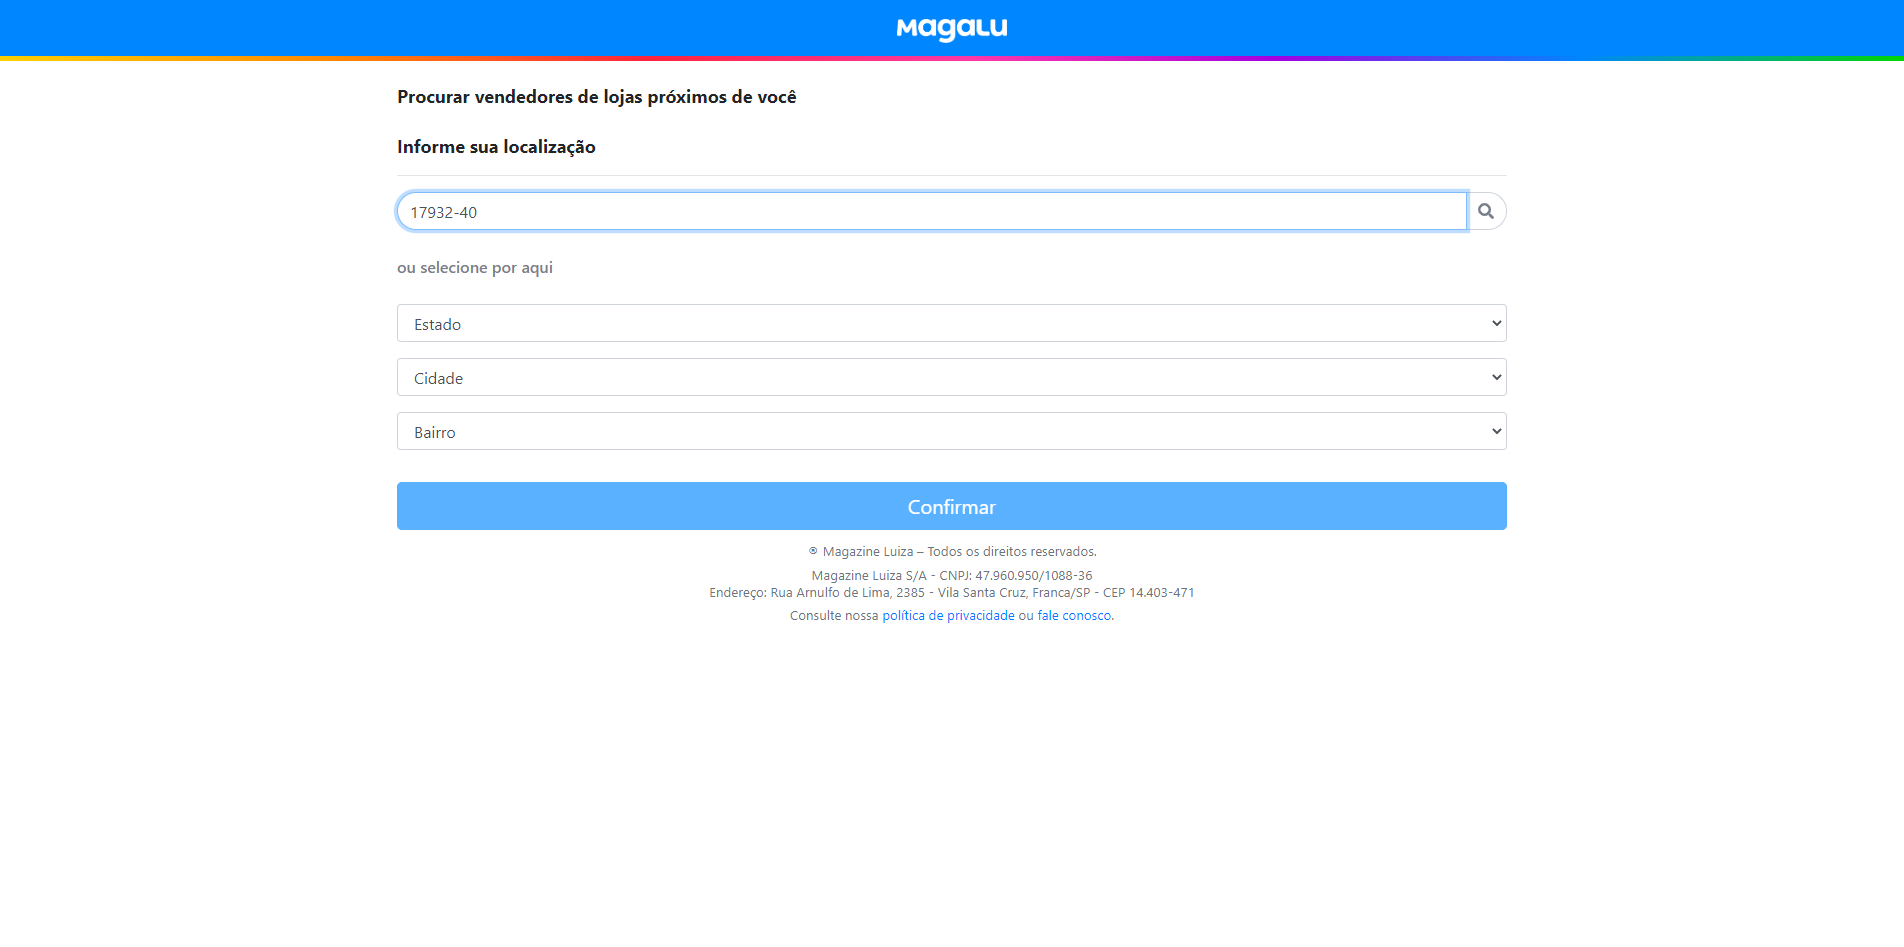 Magalu
Procurar vendedores de lojas próximos de você
Informe sua localização
17932-40
ou selecione por aqui
Estado
Cidade
Bairro
Confirmar
® Magazine Luiza – Todos os direitos reservados.
Magazine Luiza S/A - CNPJ: 47.960.950/1088-36
Endereço: Rua Arnulfo de Lima, 2385 - Vila Santa Cruz, Franca/SP - CEP 14.403-471
Consulte nossa política de privacidade ou fale conosco.